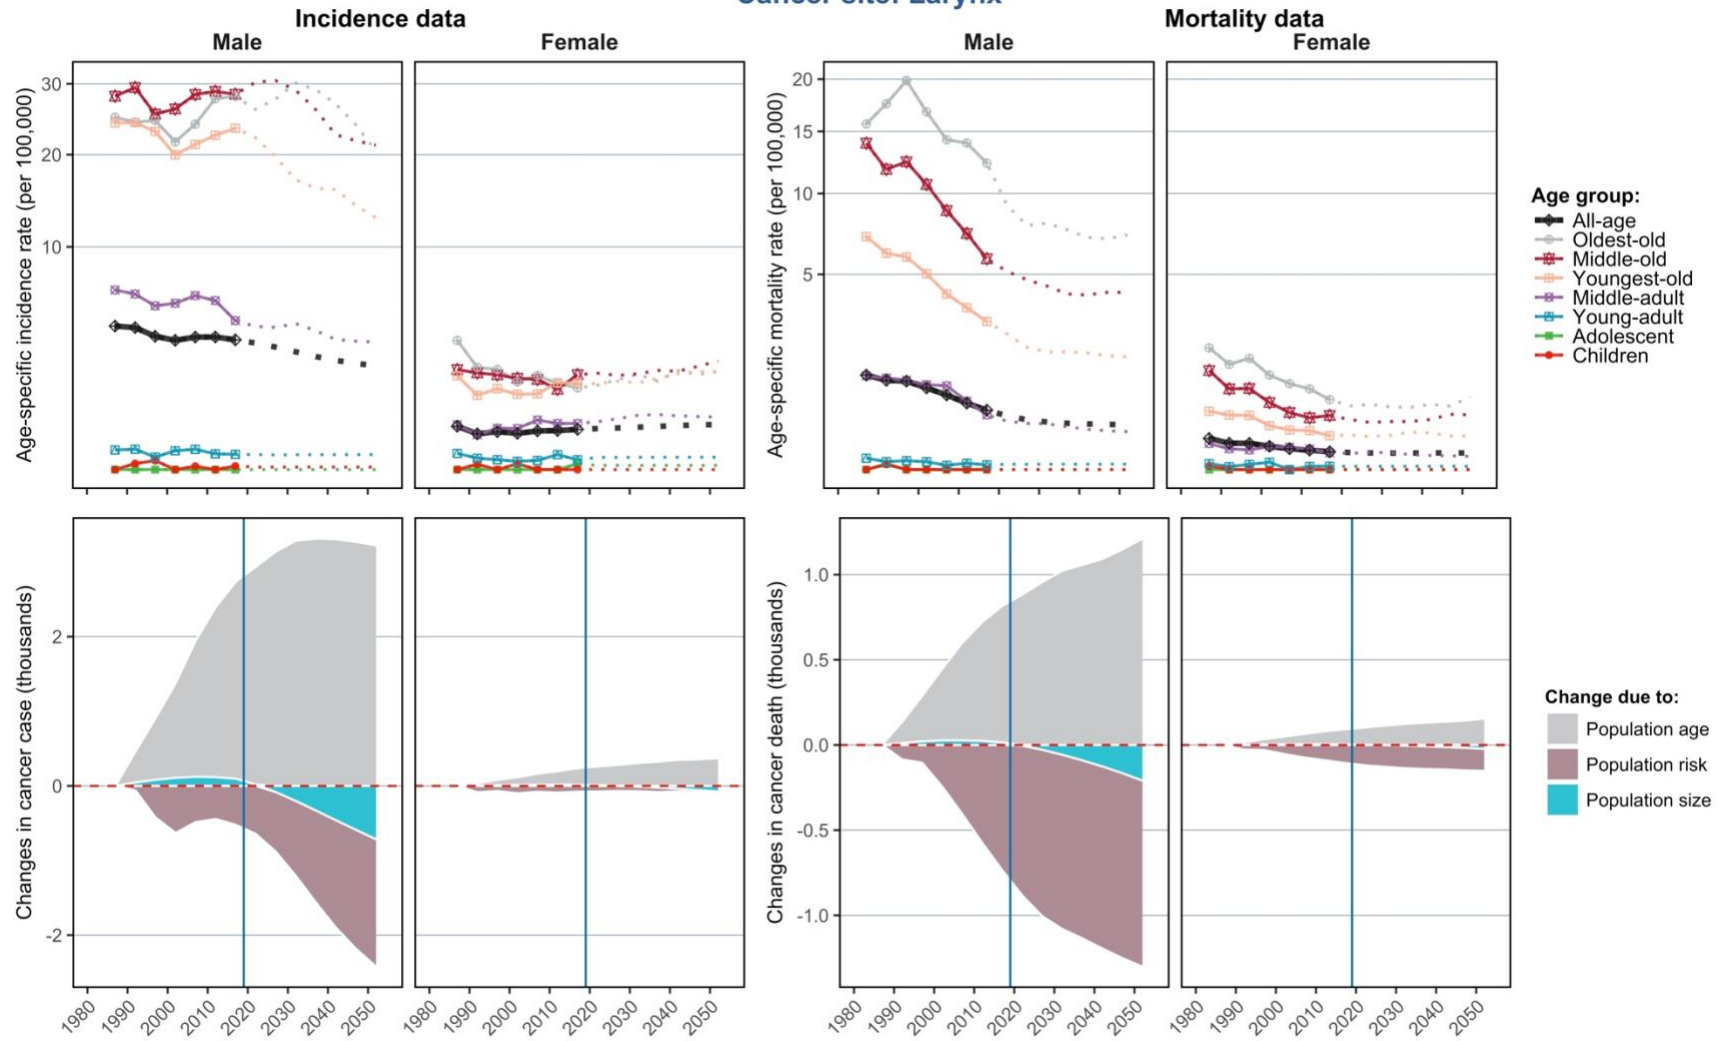 Cancer site: Larynx
Incidence data
Mortality data
Male
Female
Male
Female
Age-specific incidence rate (per 100,000)
30
20
10
Age-specific mortality rate (per 100,000)
20
15
10
5
Age group:
All-age
Oldest-old
Middle-old
Youngest-old
Middle-adult
Young-adult
Adolescent
Children
Changes in cancer case (thousands)
2
0
-2
1980
1990
2000
2010
2020
2030
2040
2050
1980
1990
2000
2010
2020
2030
2040
2050
Changes in cancer death (thousands)
1.0
0.5
0.0
-0.5
-1.0
1980
1990
2000
2010
2020
2030
2040
2050
1980
1990
2000
2010
2020
2030
2040
2050
Change due to:
Population age
Population risk
Population size